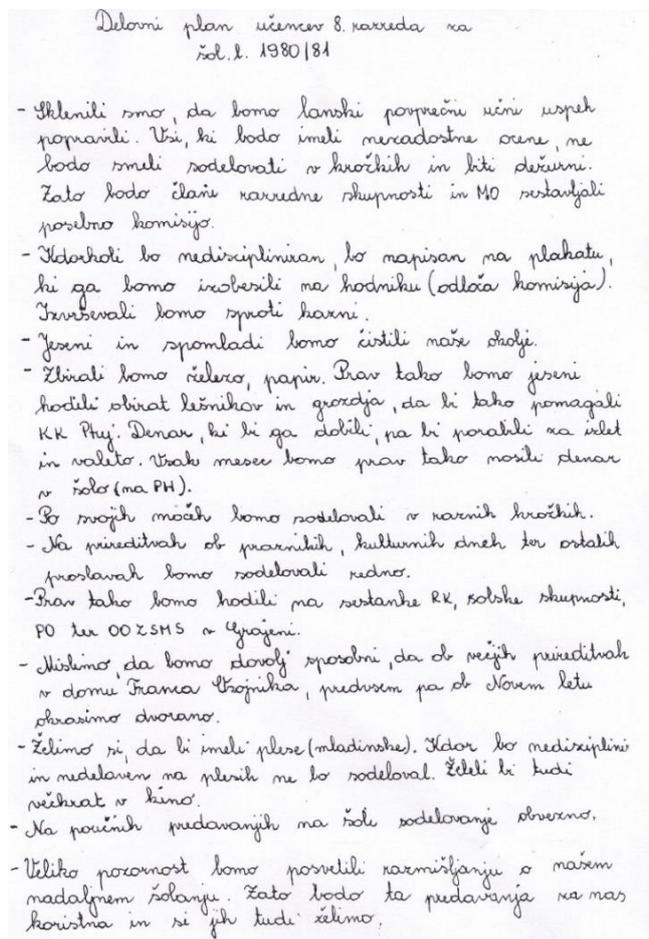 Delovni plan učencev 8. razreda za
šol. l. 1980/81
- Sklenili smo, da bomo lanski povprečni učni uspeh
popravili. Vsi, ki bodo imeli nezadostne ocene, ne
bodo smeli sodelovati v krožkih in biti dežurni.
Zato bodo člani razredne skupnosti in MO sestavljali
posebno komisijo.
- Kdorkoli bo nediscipliniran, bo napisan na plakatu,
ki ga bomo izobesili na hodniku (odloča komisija).
Izvrševali bomo sproti kazni.
- Jeseni in spomladi bomo čistili naše okolje.
- Zbirali bomo železo, papir. Prav tako bomo jeseni
hodili obirat lešnikov in grozdja, da bi tako pomagali
KK Ptuj. Denar, ki bi ga dobili, pa bi porabili za izlet
in valeto. Vsak mesec bomo prav tako nosili denar
v šolo (na PH).
- Po svojih močeh bomo sodelovali v raznih krožkih.
- Na prireditvah ob praznikih, kulturnih dneh ter ostalih
proslavah bomo sodelovali redno.
- Prav tako bomo hodili na sestanke RK, šolske skupnosti,
PO ter OO ZSMS v Grajeni.
- Mislimo, da bomo dovolj sposobni, da ob večjih prireditvah
v domu Franca Osojnika, predvsem pa ob Novem letu
okrasimo dvorano.
- Želimo si, da bi imeli plese (mladinske). Kdor bo nediscipline
in nedelaven na plesih ne bo sodeloval. Želeli bi tudi
večkrat v kino.
- Na poučnih predavanjih na šoli sodelovanje obvezno.
- Veliko pozornost bomo posvetili razmišljanju o našem
nadaljnem šolanju. Zato bodo ta predavanja za nas
koristna in si jih tudi želimo.